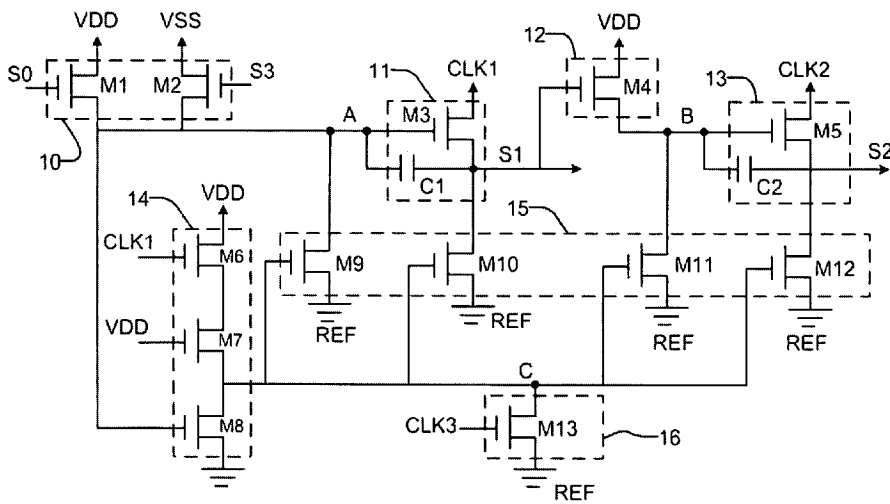 VDD VSS 12 VDD
S0 M1 M2 S3 11 CLK1 M4 13 CLK2
10 A M3 B M5
C1 S1 C2 S2
14 VDD 15
CLK1 M6 M9 M10 M11 M12
VDD M7 REF REF REF REF
C
M8 CLK3 M13 16
REF